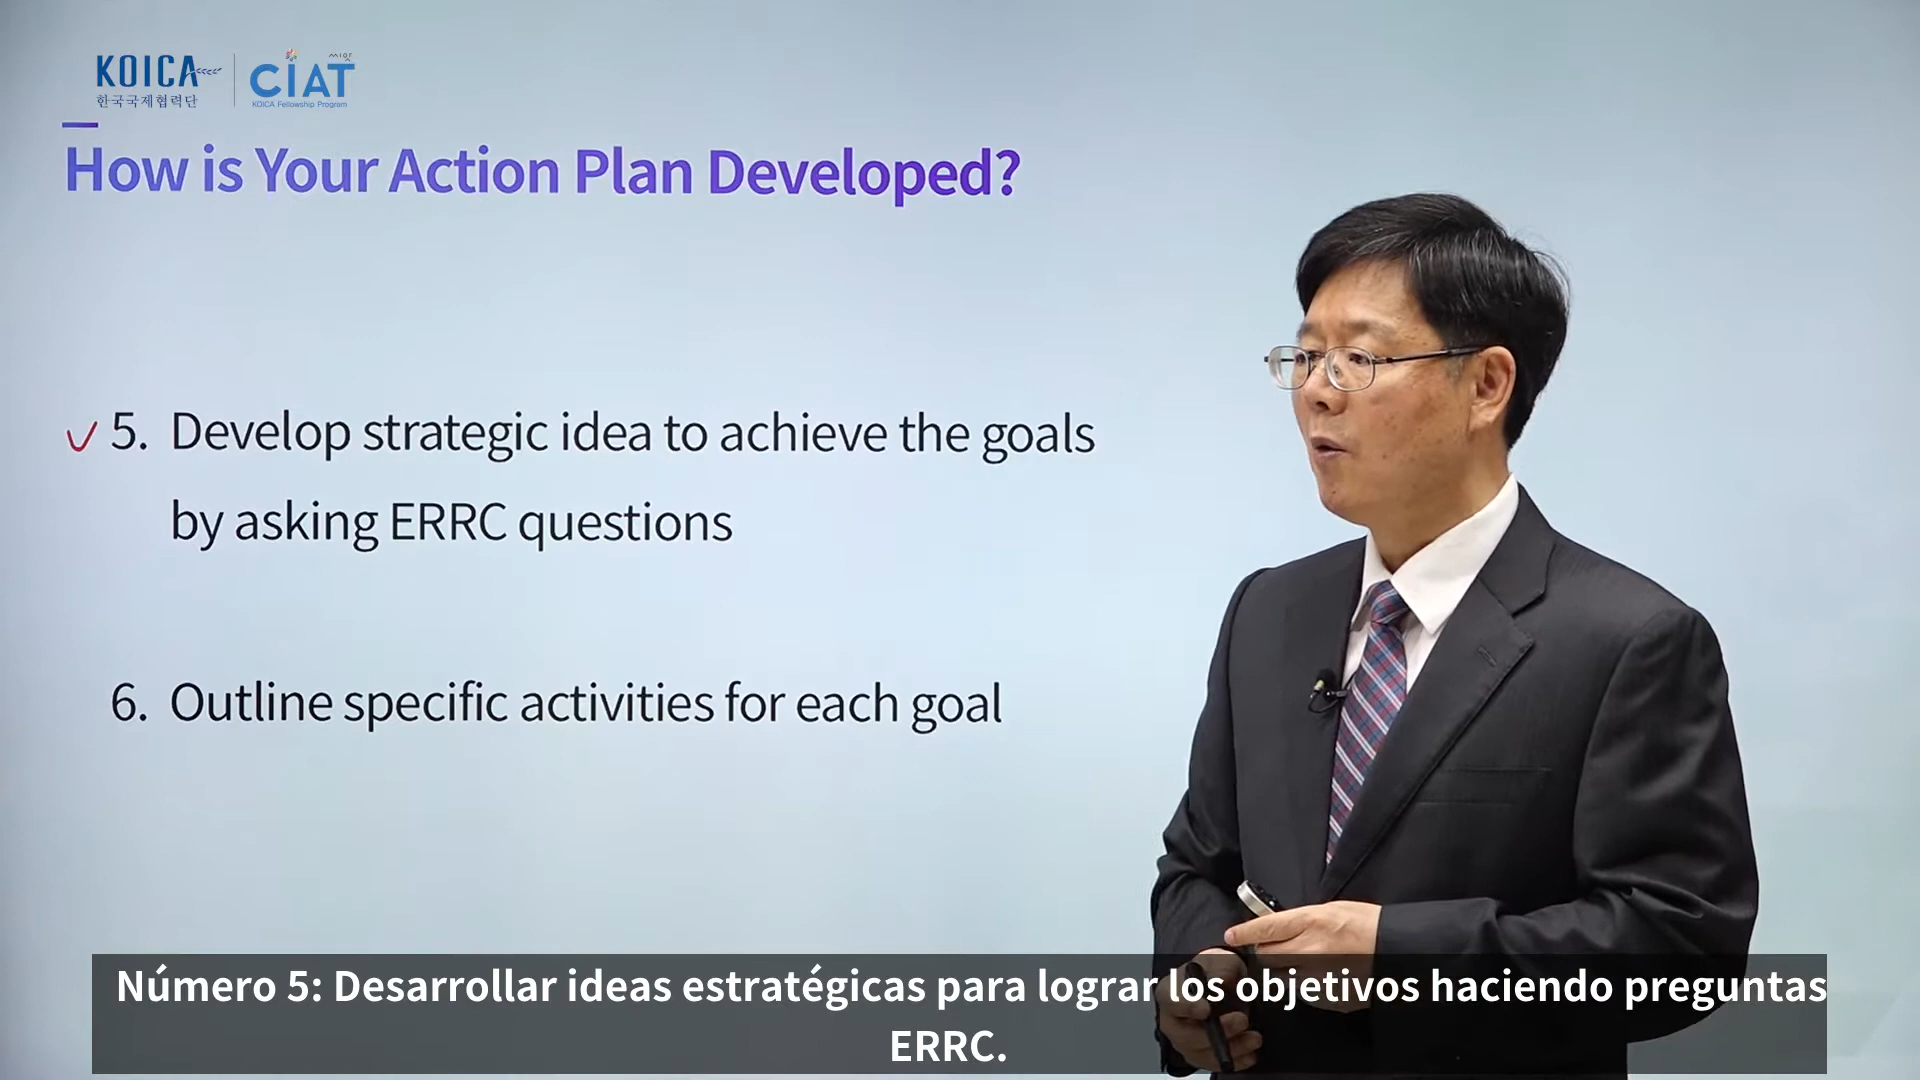 KOICA
한국국제협력단
씨앗
CIAT
KOICA Fellowship Program
How is Your Action Plan Developed?
5. Develop strategic idea to achieve the goals
by asking ERRC questions
6. Outline specific activities for each goal
Número 5: Desarrollar ideas estratégicas para lograr los objetivos haciendo preguntas
ERRC.